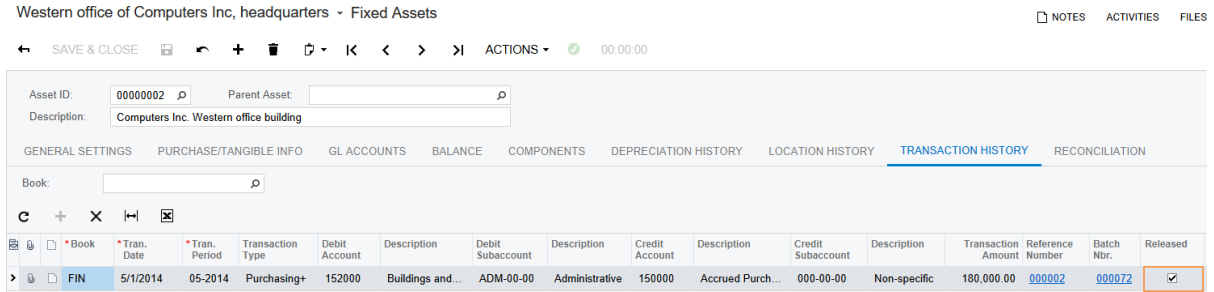 Western office of Computers Inc, headquarters - Fixed Assets
NOTES ACTIVITIES FILES
SAVE & CLOSE ACTIONS 00:00:00
Asset ID: 00000002 Parent Asset:
Description: Computers Inc. Western office building
GENERAL SETTINGS PURCHASE/TANGIBLE INFO GL ACCOUNTS BALANCE COMPONENTS DEPRECIATION HISTORY LOCATION HISTORY TRANSACTION HISTORY RECONCILIATION
Book:
* Book * Tran. Date * Tran. Period Transaction Type Debit Account Description Debit Subaccount Description Credit Account Description Credit Subaccount Description Transaction Amount Reference Number Batch Nbr. Released
FIN 5/1/2014 05-2014 Purchasing+ 152000 Buildings and... ADM-00-00 Administrative 150000 Accrued Purch... 000-00-00 Non-specific 180,000.00 000002 000072